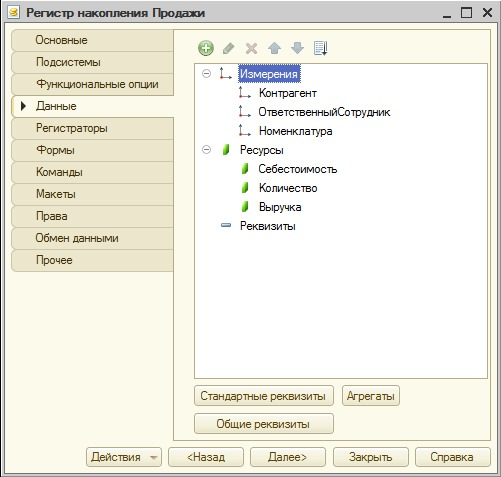 Регистр накопления Продажи
Основные
Подсистемы
Функциональные опции
Данные
Регистраторы
Формы
Команды
Макеты
Права
Обмен данными
Прочее
Измерения
Контрагент
ОтветственныйСотрудник
Номенклатура
Ресурсы
Себестоимость
Количество
Выручка
Реквизиты
Стандартные реквизиты
Агрегаты
Общие реквизиты
Действия
<Назад
Далее>
Закрыть
Справка